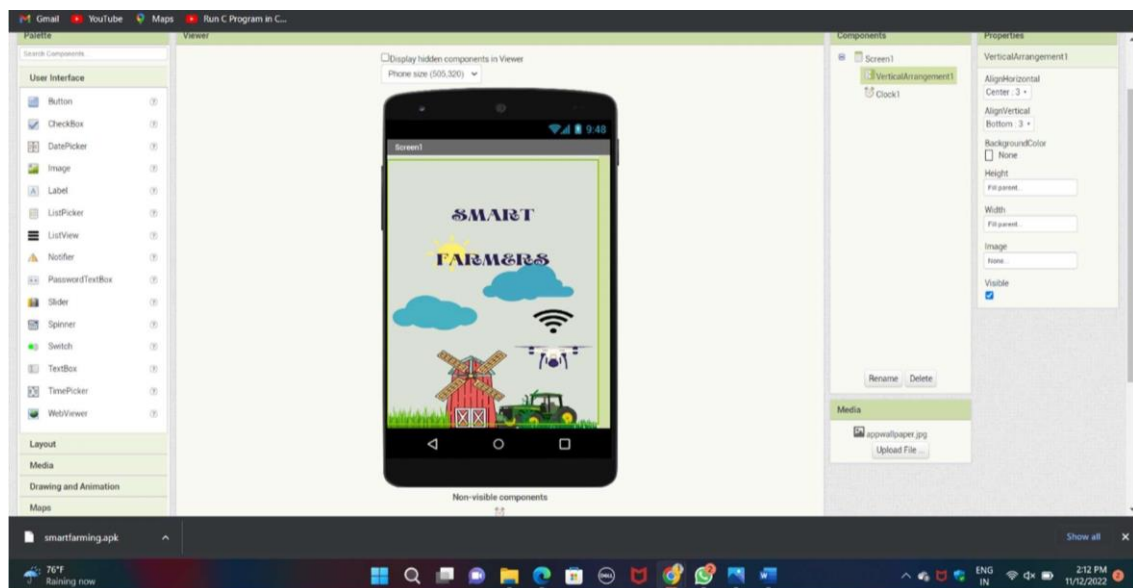 Gmail YouTube Maps Run C Program in C...
Palette
Search Components...
User Interface
Button
CheckBox
DatePicker
Image
Label
ListPicker
ListView
Notifier
PasswordTextBox
Slider
Spinner
Switch
TextBox
TimePicker
WebViewer
Layout
Media
Drawing and Animation
Maps
Viewer
Display hidden components in Viewer
Phone size (505,320)
9:48
Screen1
SMART
FARMERS
Non-visible components
Components
Screen1
VerticalArrangement1
Clock1
Rename Delete
Media
appwallpaper.jpg
Upload File ...
Properties
VerticalArrangement1
AlignHorizontal
Center : 3
AlignVertical
Bottom : 3
BackgroundColor
None
Height
Fill parent...
Width
Fill parent...
Image
None...
Visible
smartfarming.apk
Show all
76°F
Raining now
DELL
ENG
IN
2:12 PM
11/12/2022
2